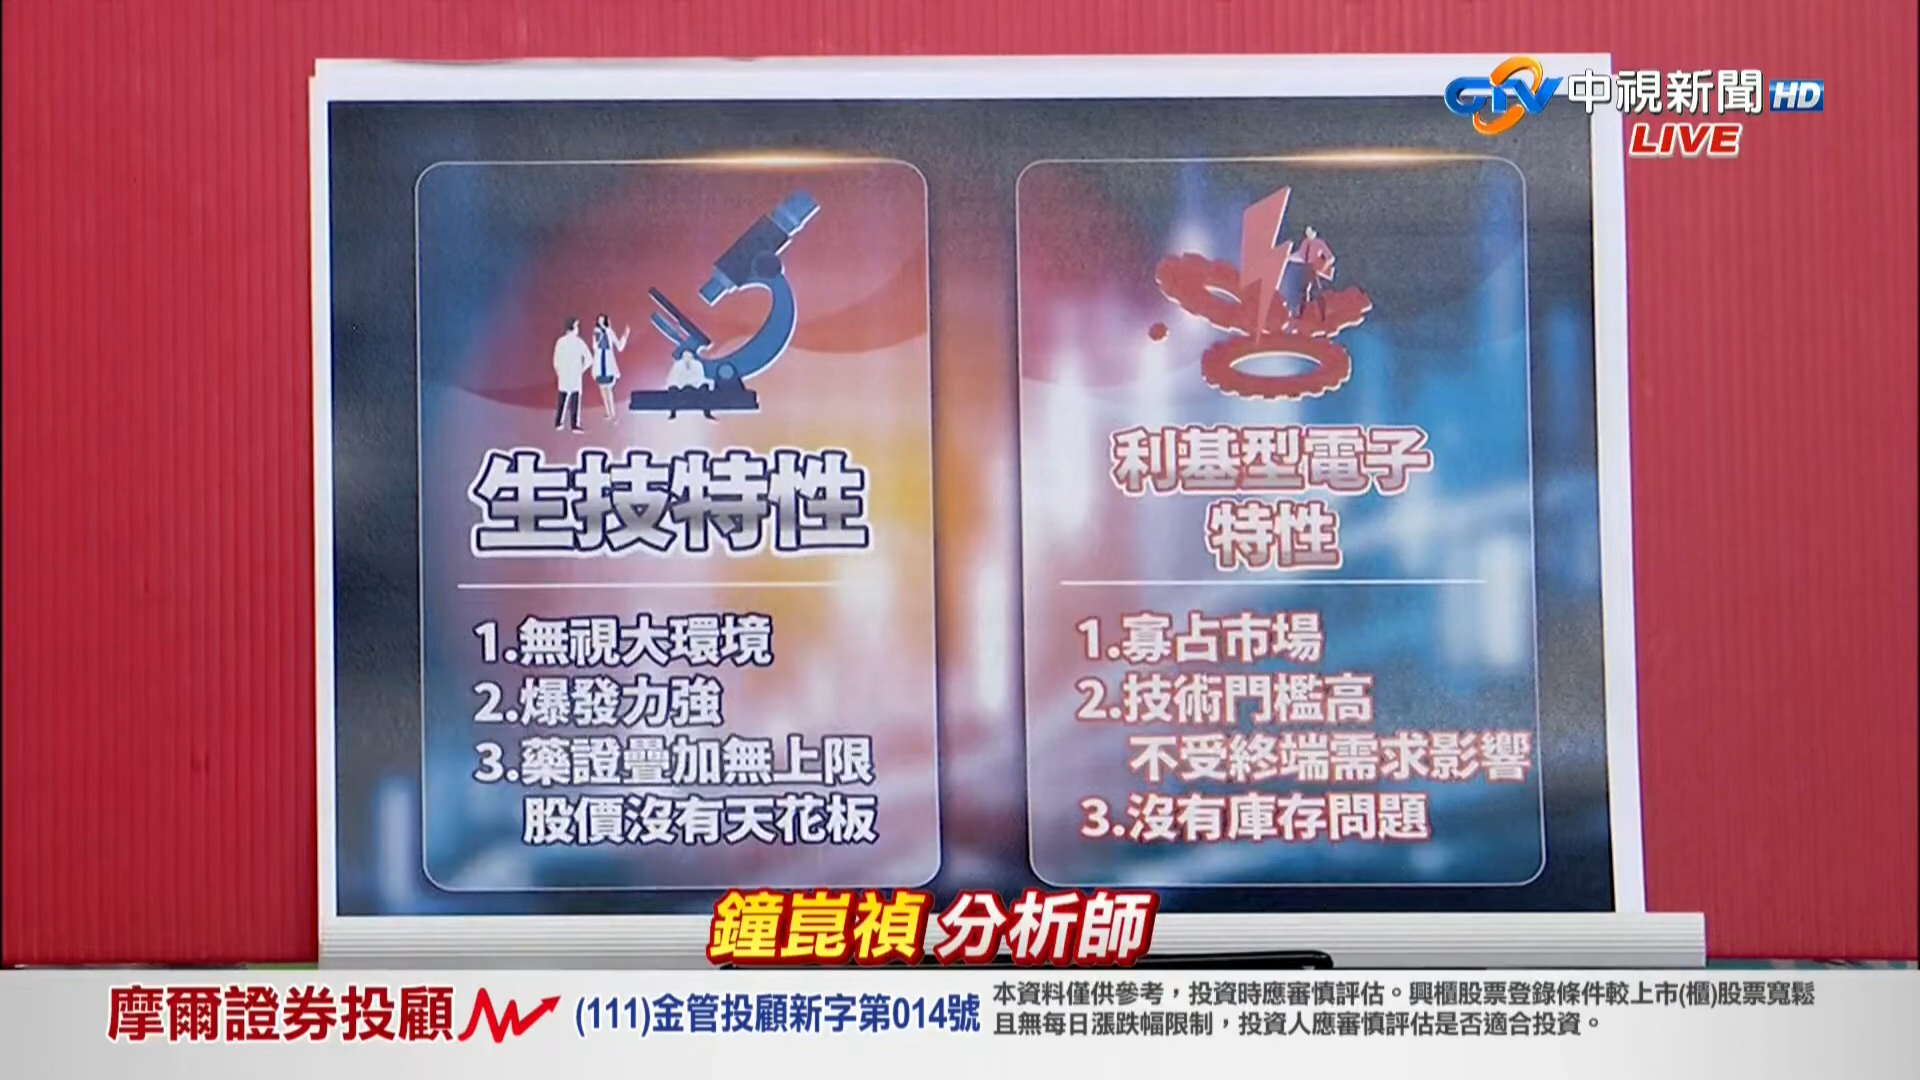 CTV 中視新聞 HD
LIVE
生技特性
1.無視大環境
2.爆發力強
3.藥證疊加無上限
股價沒有天花板
利基型電子
特性
1.寡占市場
2.技術門檻高
不受終端需求影響
3.沒有庫存問題
鐘崑禎 分析師
摩爾證券投顧
(111)金管投顧新字第014號
本資料僅供參考，投資時應審慎評估。興櫃股票登錄條件較上市(櫃)股票寬鬆
且無每日漲跌幅限制，投資人應審慎評估是否適合投資。